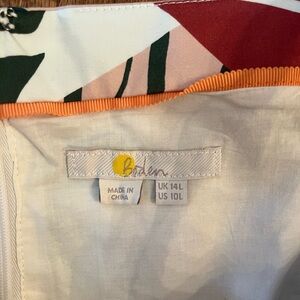 Boden
MADE IN
CHINA
UK 14L
US 10L